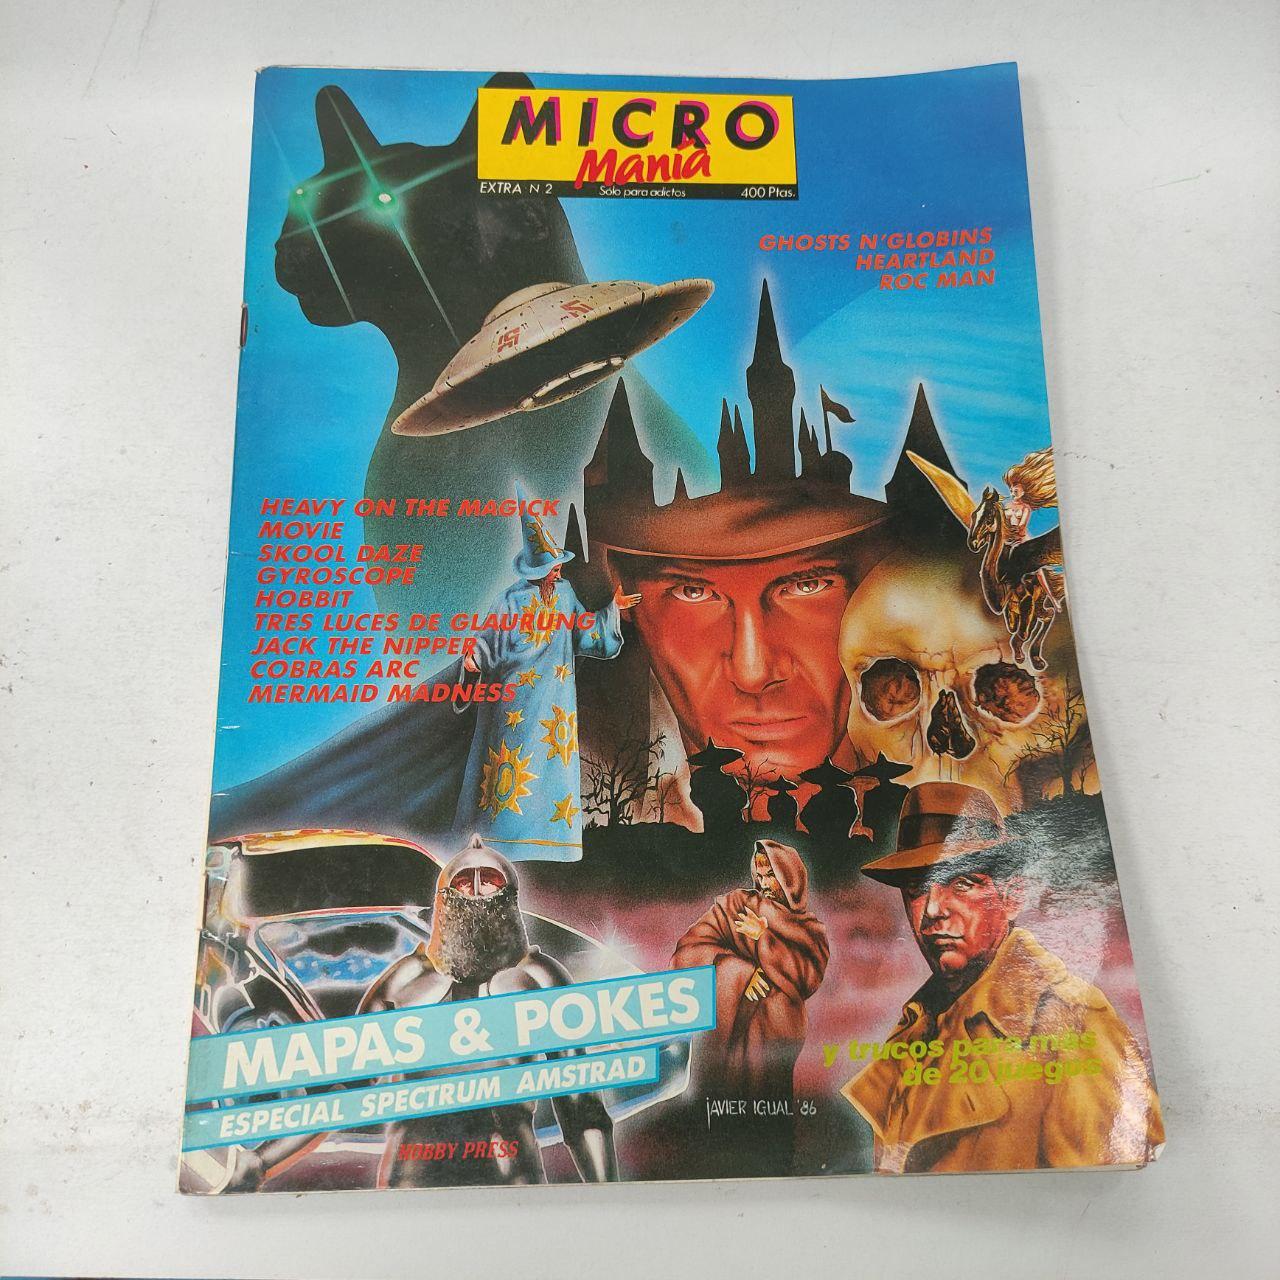 MICRO
Manía
EXTRA N 2 Sólo para adictos 400 Ptas.
GHOSTS N'GLOBINS
HEARTLAND
ROC MAN
HEAVY ON THE MAGICK
MOVIE
SKOOL DAZE
GYROSCOPE
HOBBIT
TRES LUCES DE GLAURUNG
JACK THE NIPPER
COBRAS ARC
MERMAID MADNESS
MAPAS & POKES
ESPECIAL SPECTRUM AMSTRAD
y trucos para más
de 20 juegos
JAVIER IGUAL '86
HOBBY PRESS